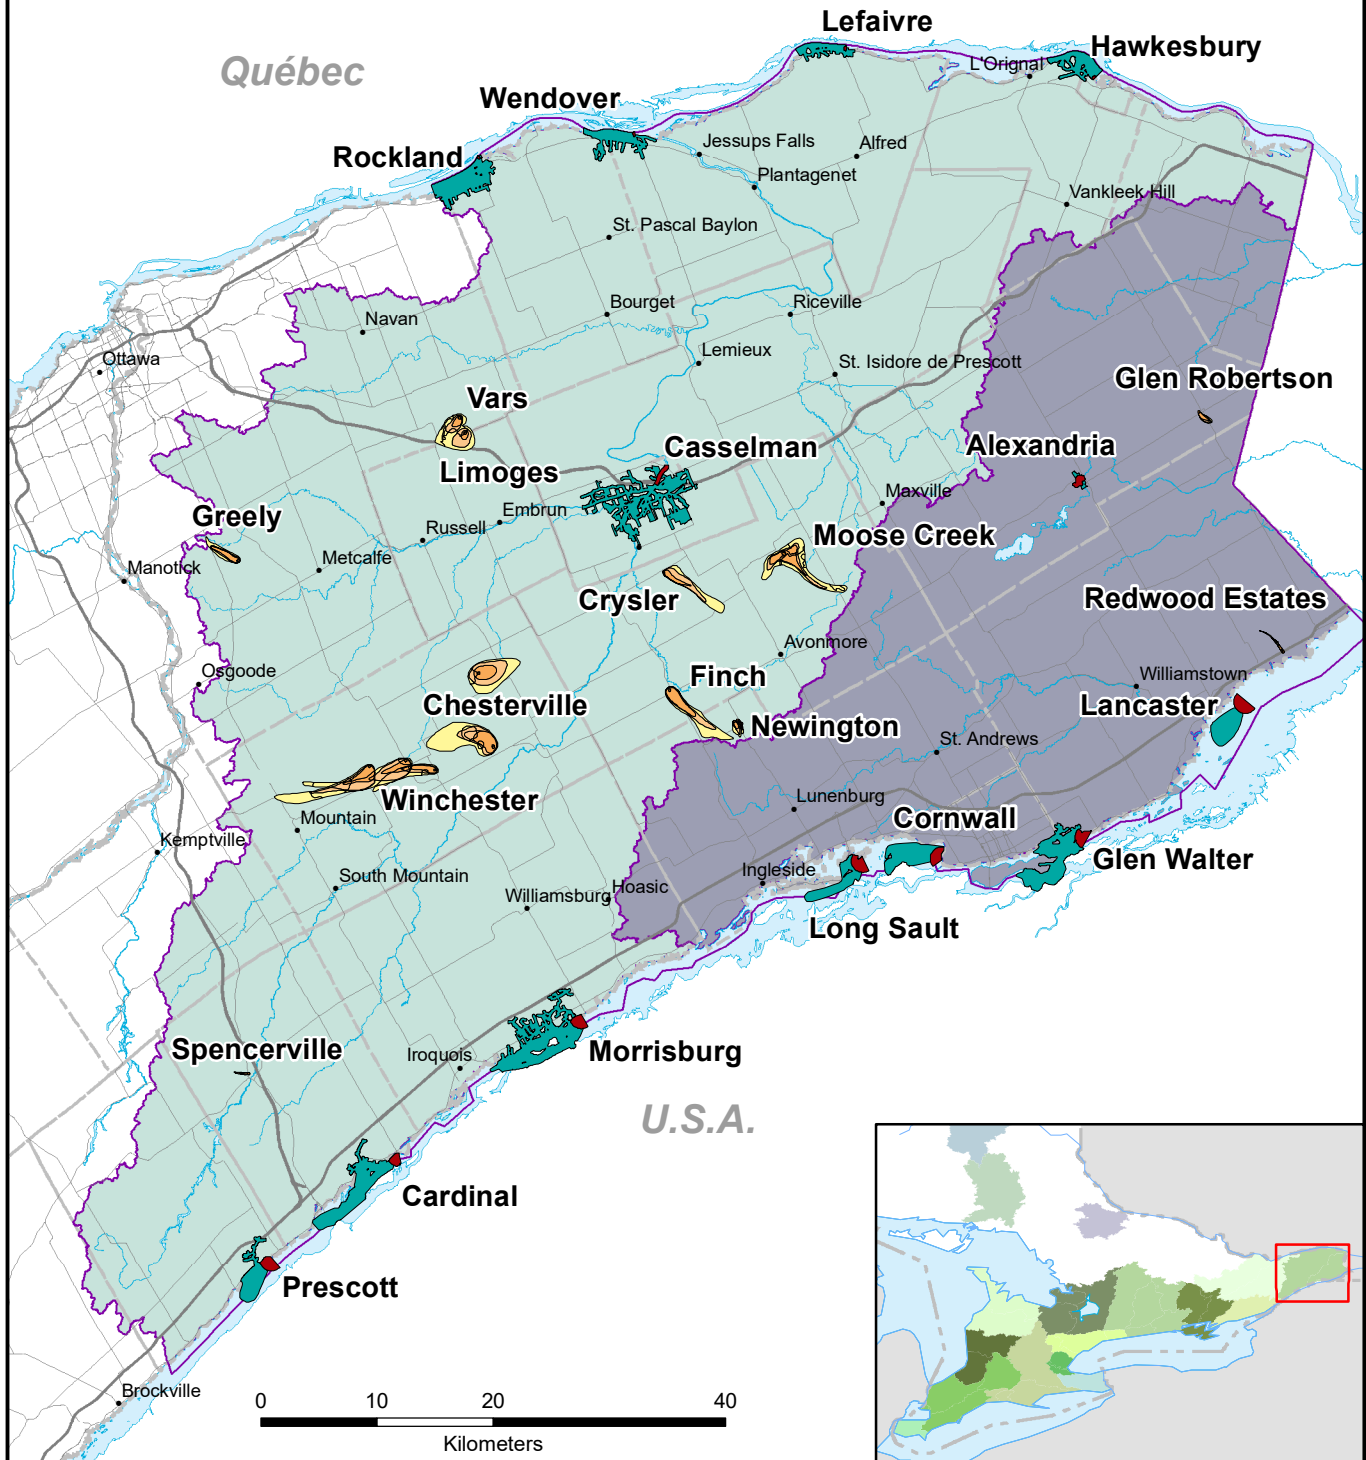 Lefaivre
Hawkesbury
Québec
L'Orignal
Wendover
Jessups Falls
Alfred
Rockland
Plantagenet
Vankleek Hill
St. Pascal Baylon
Bourget
Riceville
Navan
Lemieux
Ottawa
St. Isidore de Prescott
Glen Robertson
Vars
Casselman
Alexandria
Limoges
Maxville
Embrun
Greely
Russell
Moose Creek
Metcalfe
Manotick
Crysler
Redwood Estates
Avonmore
Osgoode
Finch
Williamstown
Chesterville
Lancaster
Newington
St. Andrews
Winchester
Lunenburg
Mountain
Cornwall
Kemptville
Glen Walter
South Mountain
Ingleside
Williamsburg
Hoasic
Long Sault
Spencerville
Iroquois
Morrisburg
U.S.A.
Cardinal
Prescott
Brockville
0 10 20 40
Kilometers